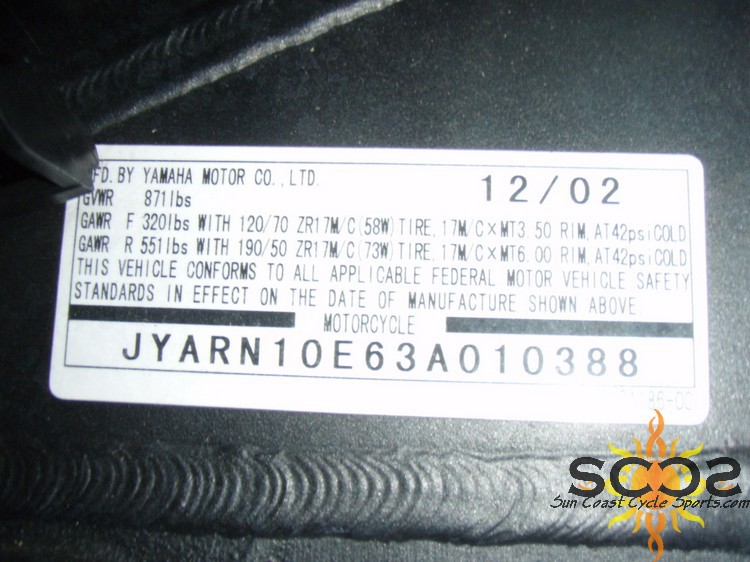 MFD. BY YAMAHA MOTOR CO., LTD. 12/02
GVWR 871lbs
GAWR F 320lbs WITH 120/70 ZR17M/C(58W)TIRE, 17M/C×MT3.50 RIM, AT42psiCOLD
GAWR R 551lbs WITH 190/50 ZR17M/C(73W)TIRE, 17M/C×MT6.00 RIM, AT42psiCOLD
THIS VEHICLE CONFORMS TO ALL APPLICABLE FEDERAL MOTOR VEHICLE SAFETY
STANDARDS IN EFFECT ON THE DATE OF MANUFACTURE SHOWN ABOVE.
MOTORCYCLE
JYARN10E63A010388
Sun Coast Cycle Sports.com